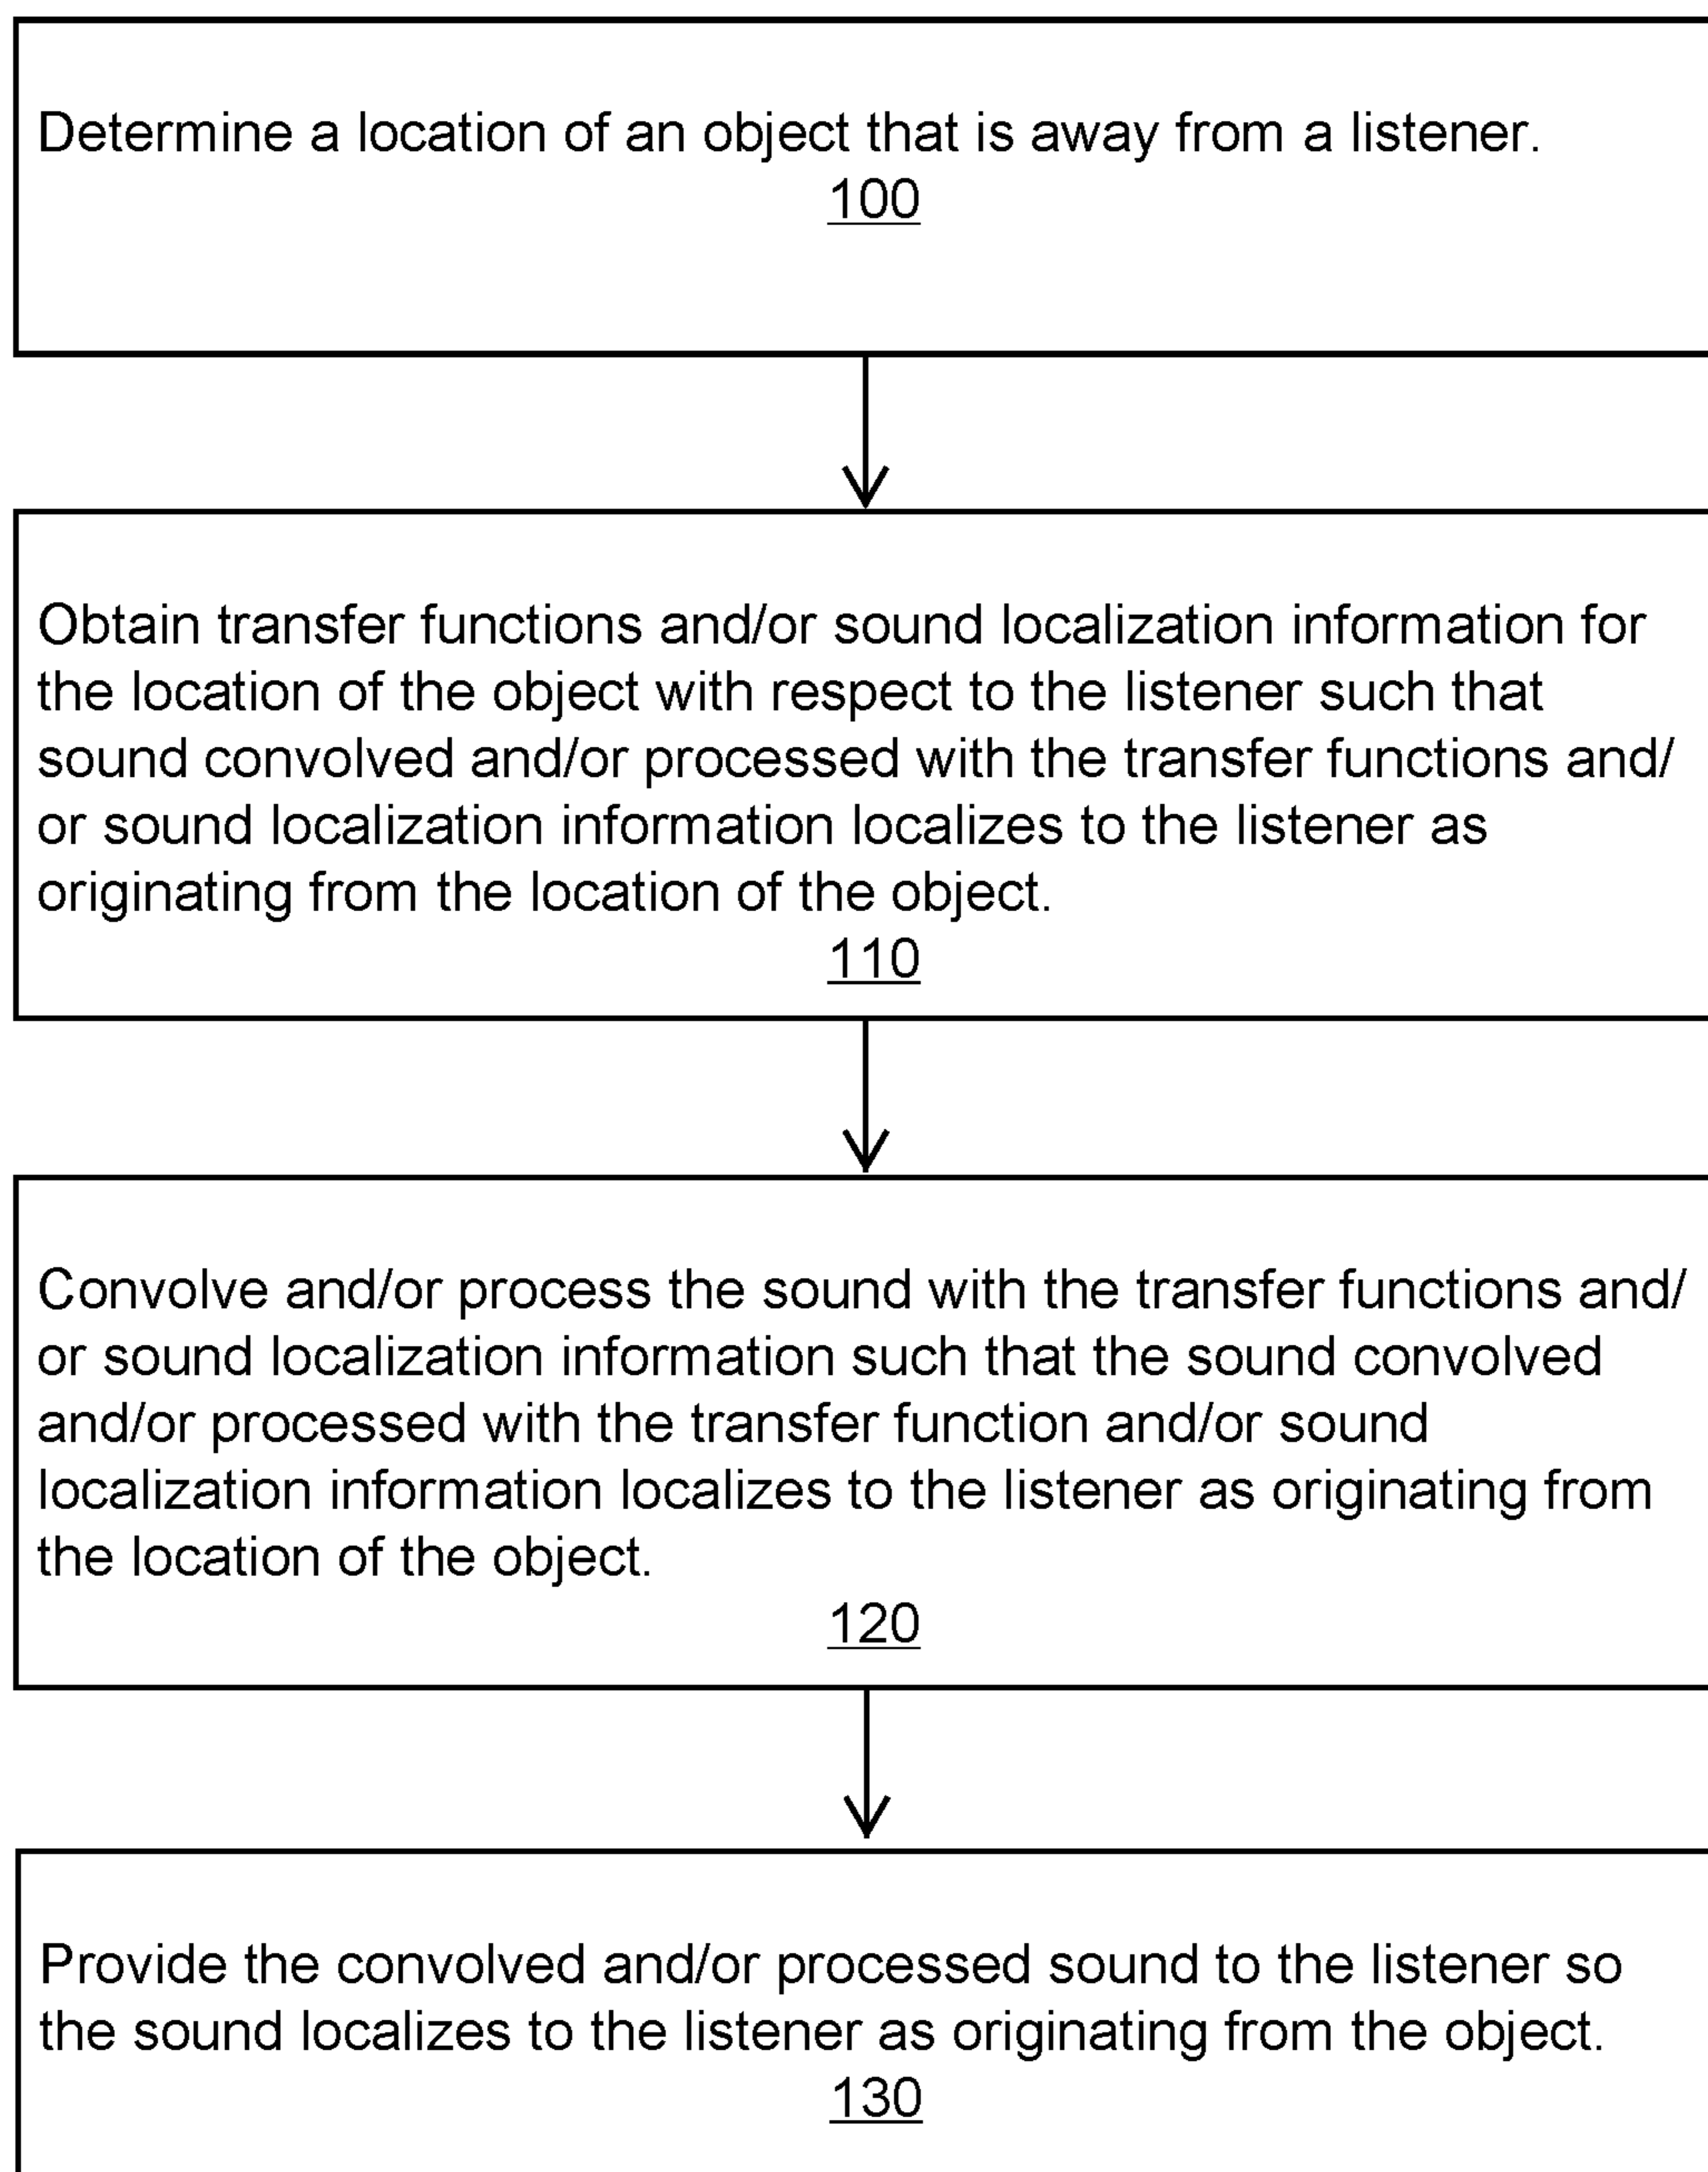 Determine a location of an object that is away from a listener.
100
Obtain transfer functions and/or sound localization information for
the location of the object with respect to the listener such that
sound convolved and/or processed with the transfer functions and/
or sound localization information localizes to the listener as
originating from the location of the object.
110
Convolve and/or process the sound with the transfer functions and/
or sound localization information such that the sound convolved
and/or processed with the transfer function and/or sound
localization information localizes to the listener as originating from
the location of the object.
120
Provide the convolved and/or processed sound to the listener so
the sound localizes to the listener as originating from the object.
130